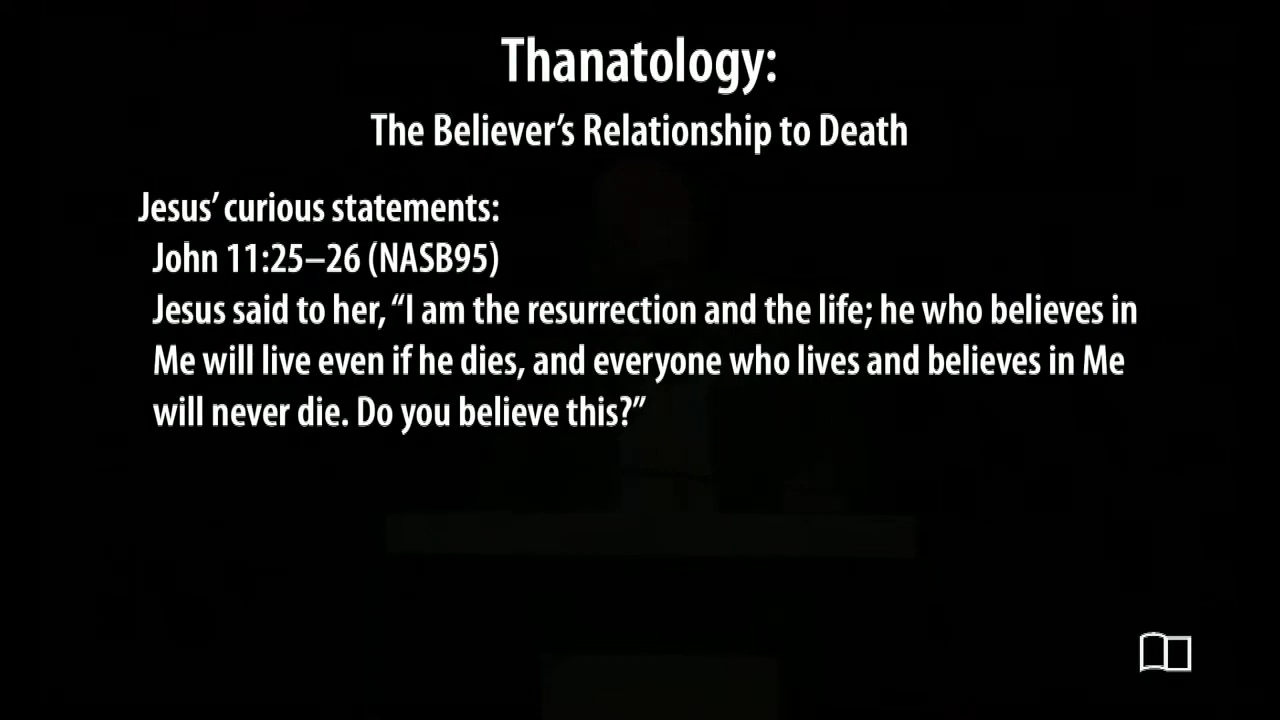 Thanatology:
The Believer’s Relationship to Death
Jesus’ curious statements:
John 11:25–26 (NASB95)
Jesus said to her, “I am the resurrection and the life; he who believes in
Me will live even if he dies, and everyone who lives and believes in Me
will never die. Do you believe this?”